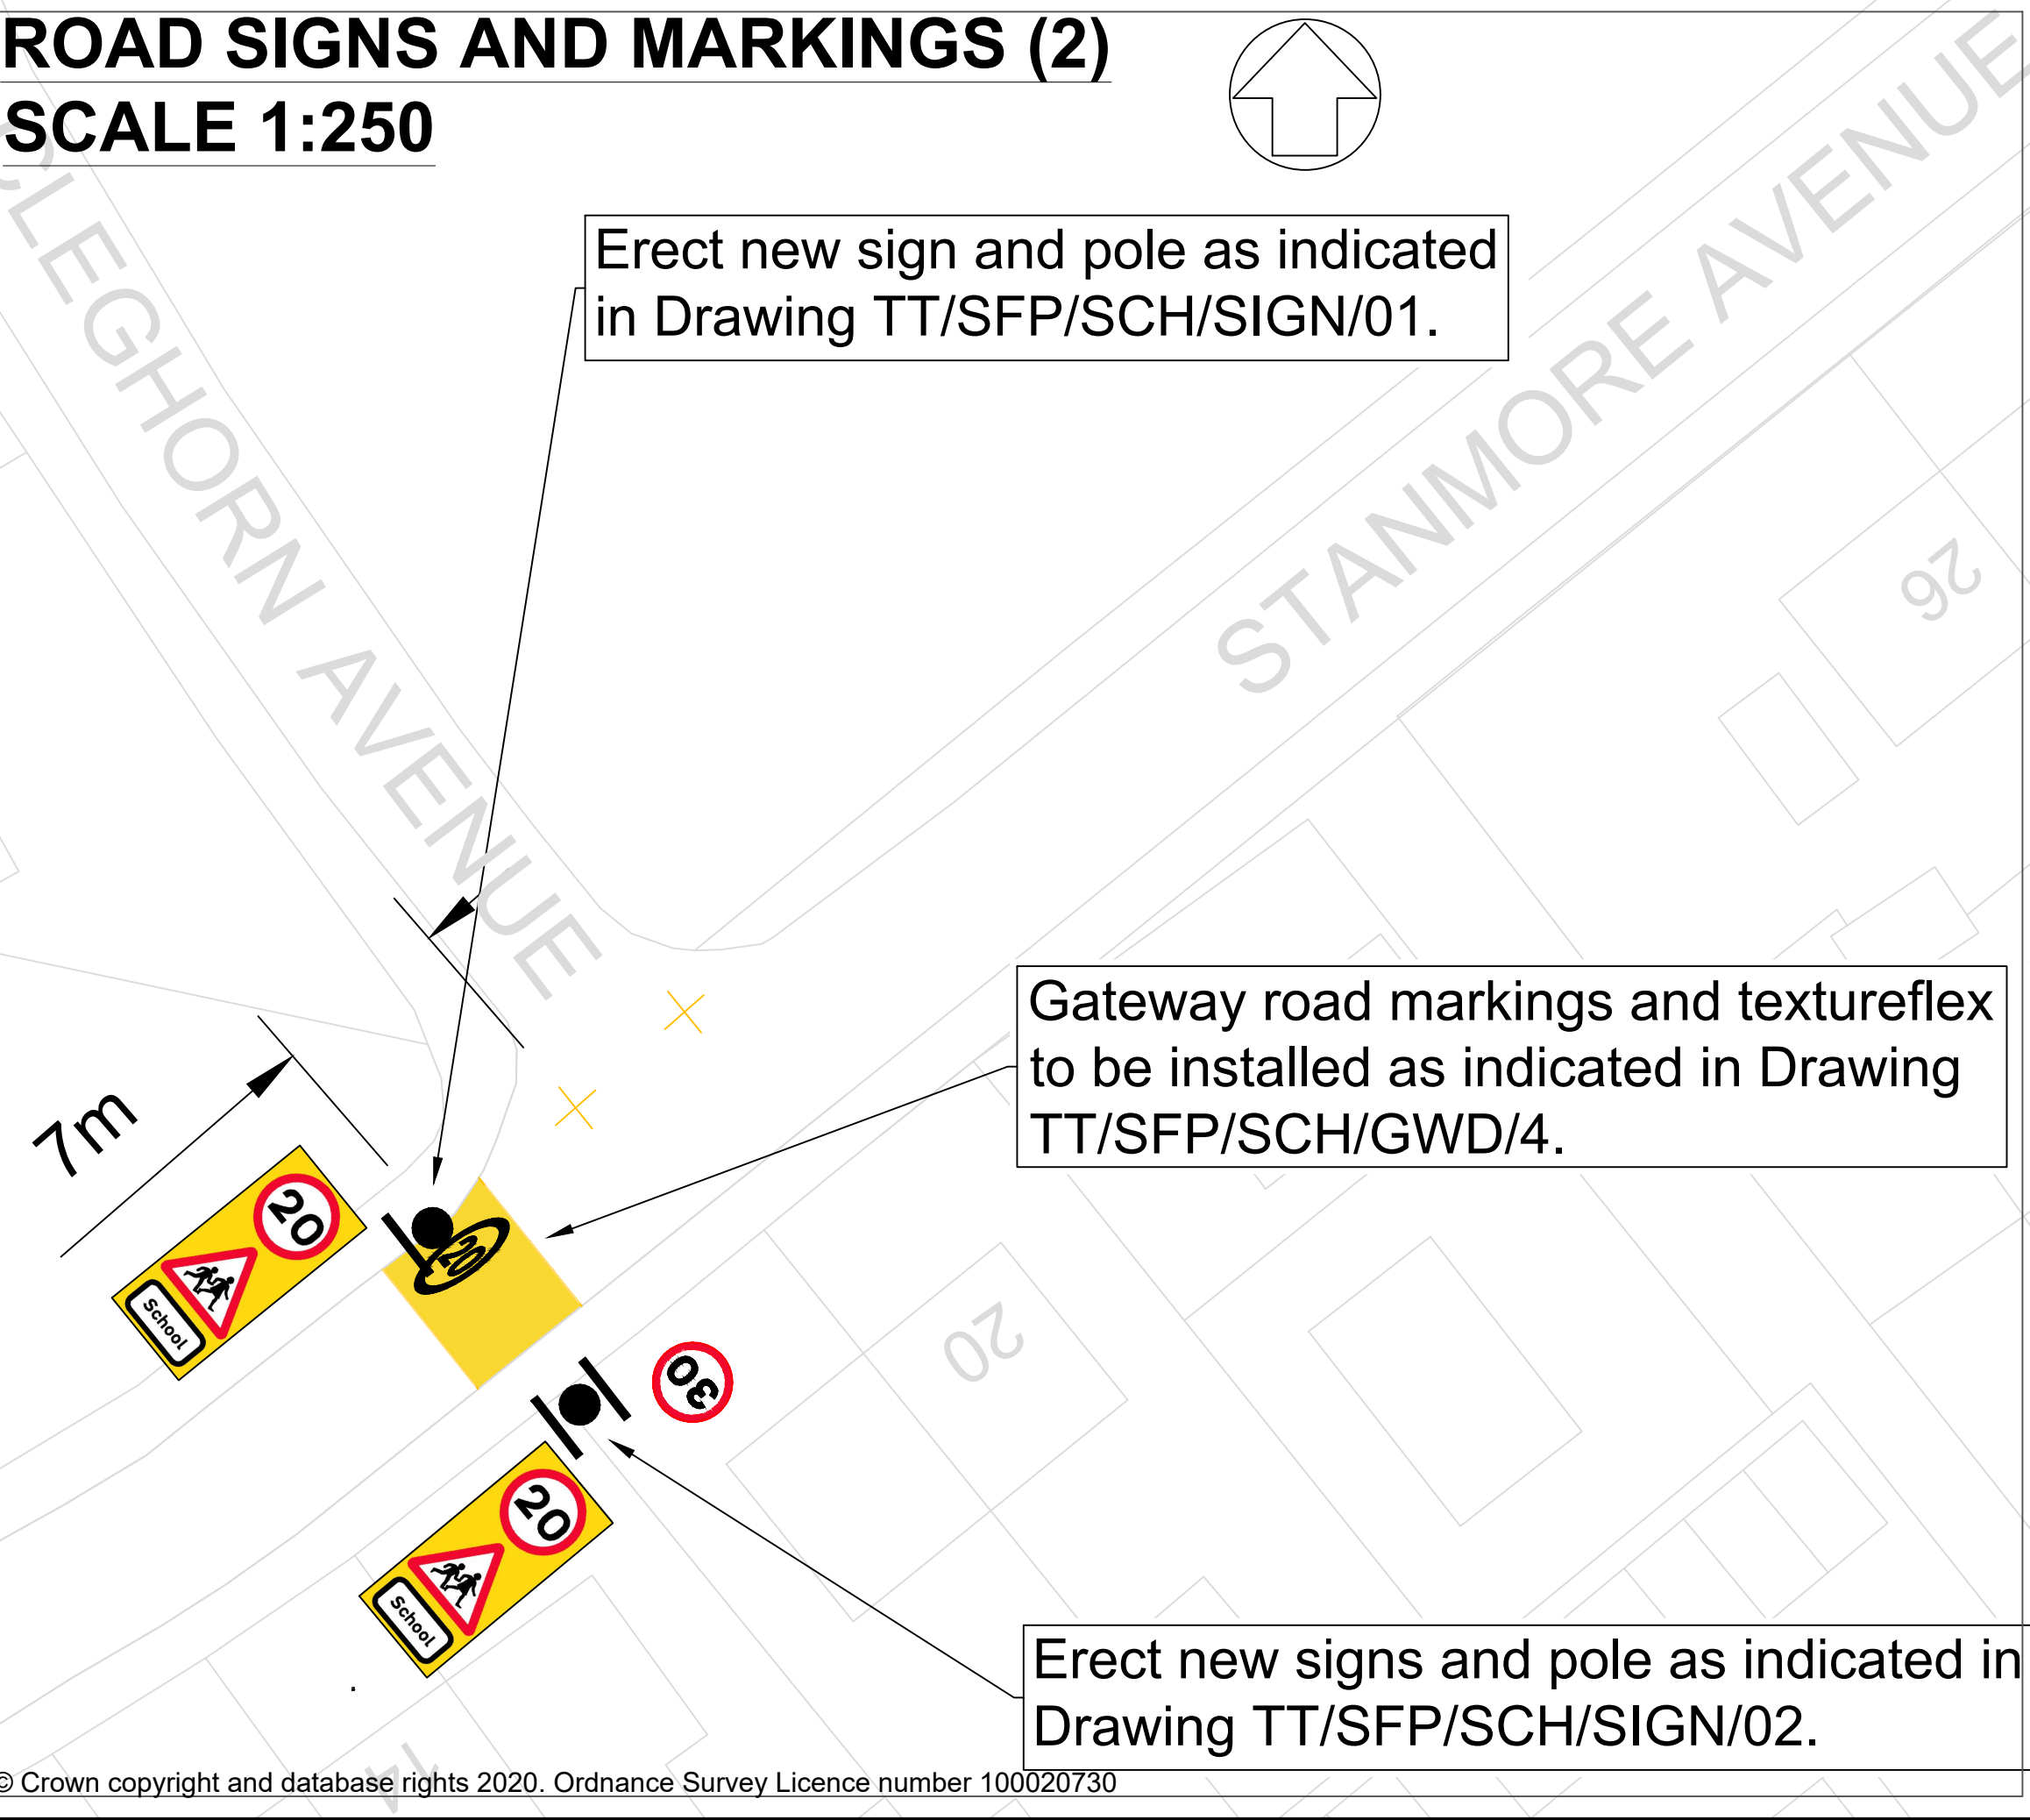 ROAD SIGNS AND MARKINGS (2)
SCALE 1:250
CLEGHORN AVENUE
STANMORE AVENUE
Erect new sign and pole as indicated
in Drawing TT/SFP/SCH/SIGN/01.
26
Gateway road markings and textureflex
to be installed as indicated in Drawing
TT/SFP/SCH/GWD/4.
7m
20
School
20
20
30
20
School
Erect new signs and pole as indicated in
Drawing TT/SFP/SCH/SIGN/02.
14
© Crown copyright and database rights 2020. Ordnance Survey Licence number 100020730